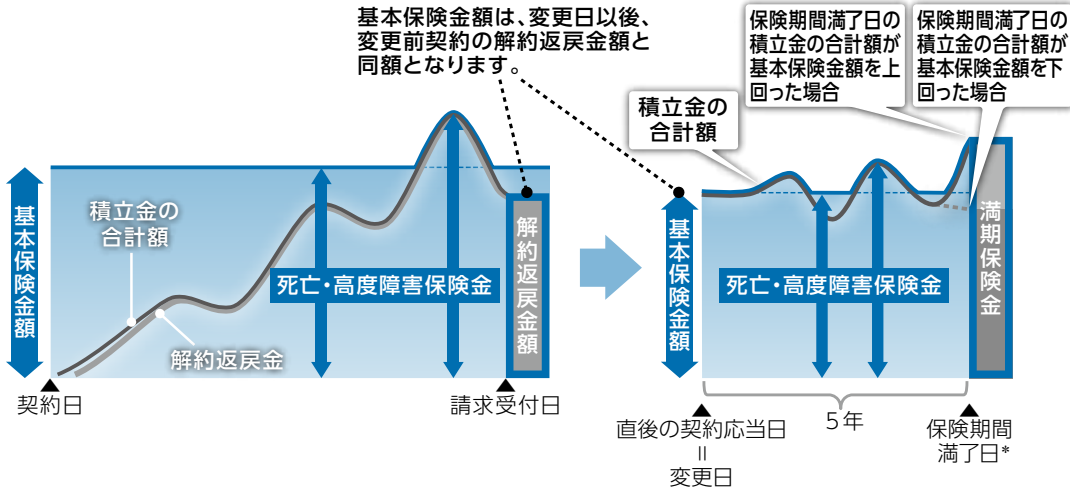 基本保険金額は、変更日以後、
変更前契約の解約返戻金額と
同額となります。
保険期間満了日の
積立金の合計額が
基本保険金額を上
回った場合
保険期間満了日の
積立金の合計額が
基本保険金額を下
回った場合
積立金の
合計額
基本保険金額
積立金の
合計額
解約返戻金
死亡・高度障害保険金
解約返戻金額
契約日
請求受付日
基本保険金額
死亡・高度障害保険金
満期保険金
5年
直後の契約応当日
=
変更日
保険期間
満了日*